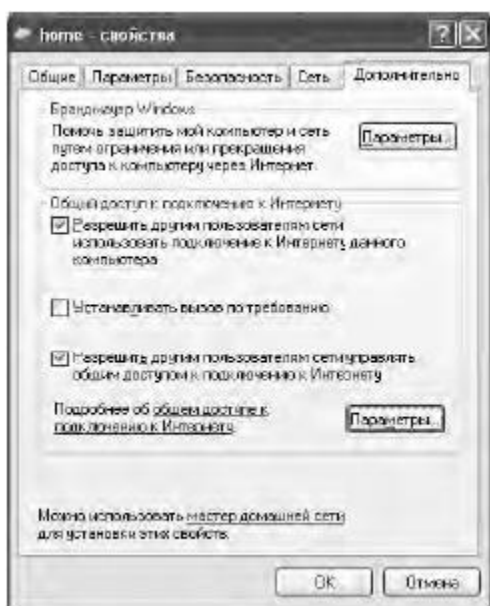 home - свойства
Общие Параметры Безопасность Сеть Дополнительно
Брандмауэр Windows
Помочь защитить мой компьютер и сеть
путем ограничения или прекращения
доступа к компьютеру через Интернет
Параметры...
Общий доступ к подключению к Интернету
Разрешить другим пользователям сети
использовать подключение к Интернету данного
компьютера
Устанавливать вызов по требованию
Разрешить другим пользователям сети управлять
общим доступом к подключению к Интернету
Подробнее об общем доступе к
подключению к Интернету.
Параметры...
Можно использовать мастер домашней сети
для установки этих свойств.
OK Отмена